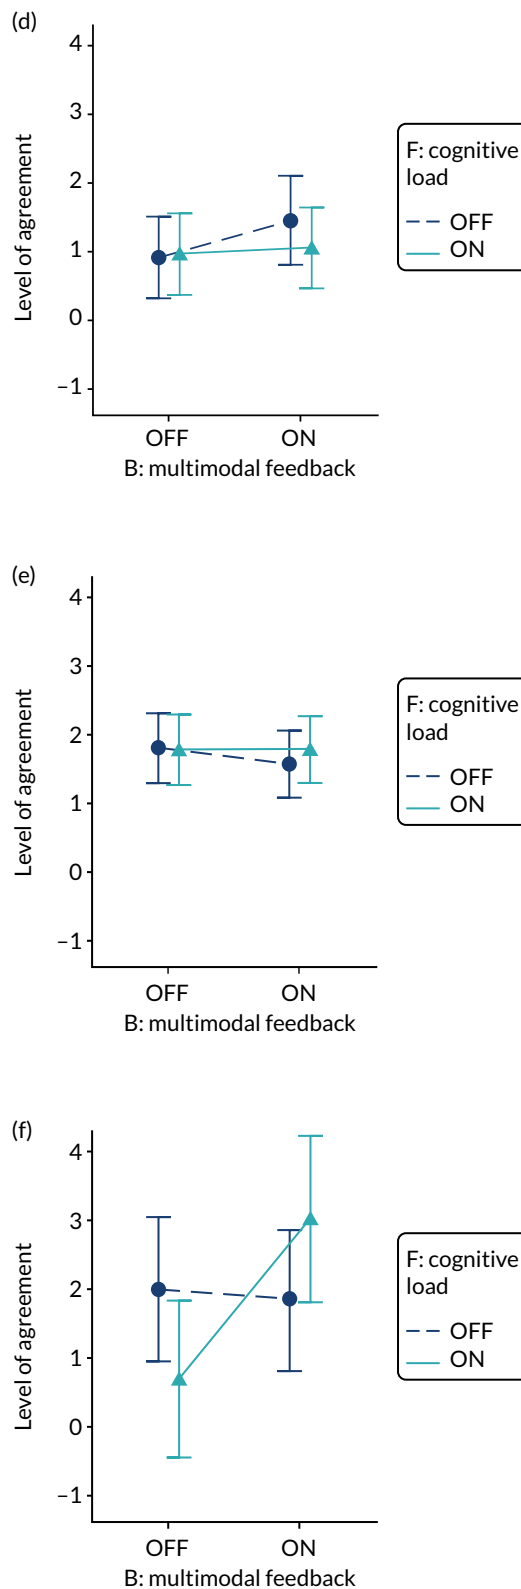 (d)
4
3
2
1
0
−1
Level of agreement
OFF
ON
B: multimodal feedback
F: cognitive
load
OFF
ON
(e)
4
3
2
1
0
−1
Level of agreement
OFF
ON
B: multimodal feedback
F: cognitive
load
OFF
ON
(f)
4
3
2
1
0
−1
Level of agreement
OFF
ON
B: multimodal feedback
F: cognitive
load
OFF
ON